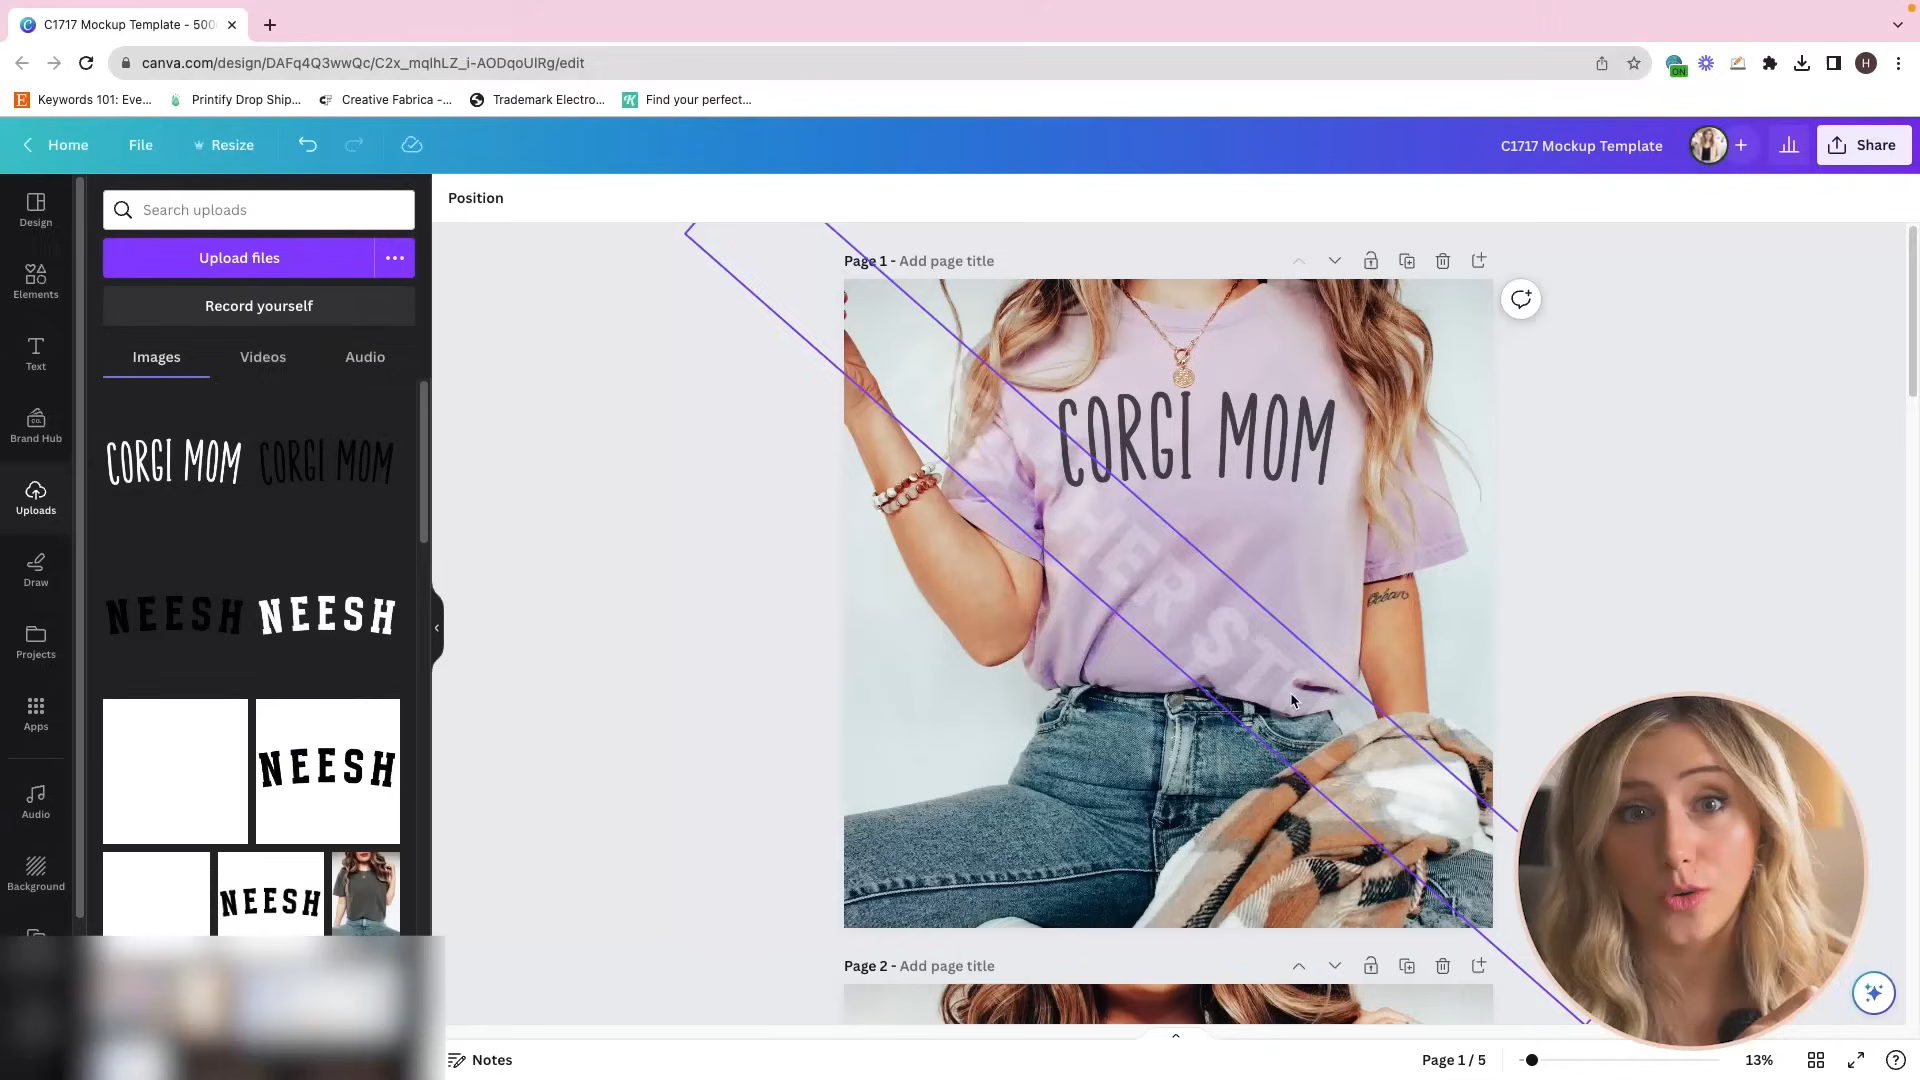 C1717 Mockup Template - 500
canva.com/design/DAFq4Q3wwQc/C2x_mqlhLZ_i-AODqoUIRg/edit
Keywords 101: Eve...
Printify Drop Ship...
Creative Fabrica -...
Trademark Electro...
Find your perfect...
ON
H
Home
File
Resize
C1717 Mockup Template
Share
Position
Design
Elements
Text
Brand Hub
Uploads
Draw
Projects
Apps
Audio
Background
Search uploads
Upload files
Record yourself
Images
Videos
Audio
CORGI MOM
CORGI MOM
NEESH
NEESH
NEESH
NEESH
Page 1 - Add page title
CORGI MOM
HER ST
Page 2 - Add page title
Notes
Page 1 / 5
13%